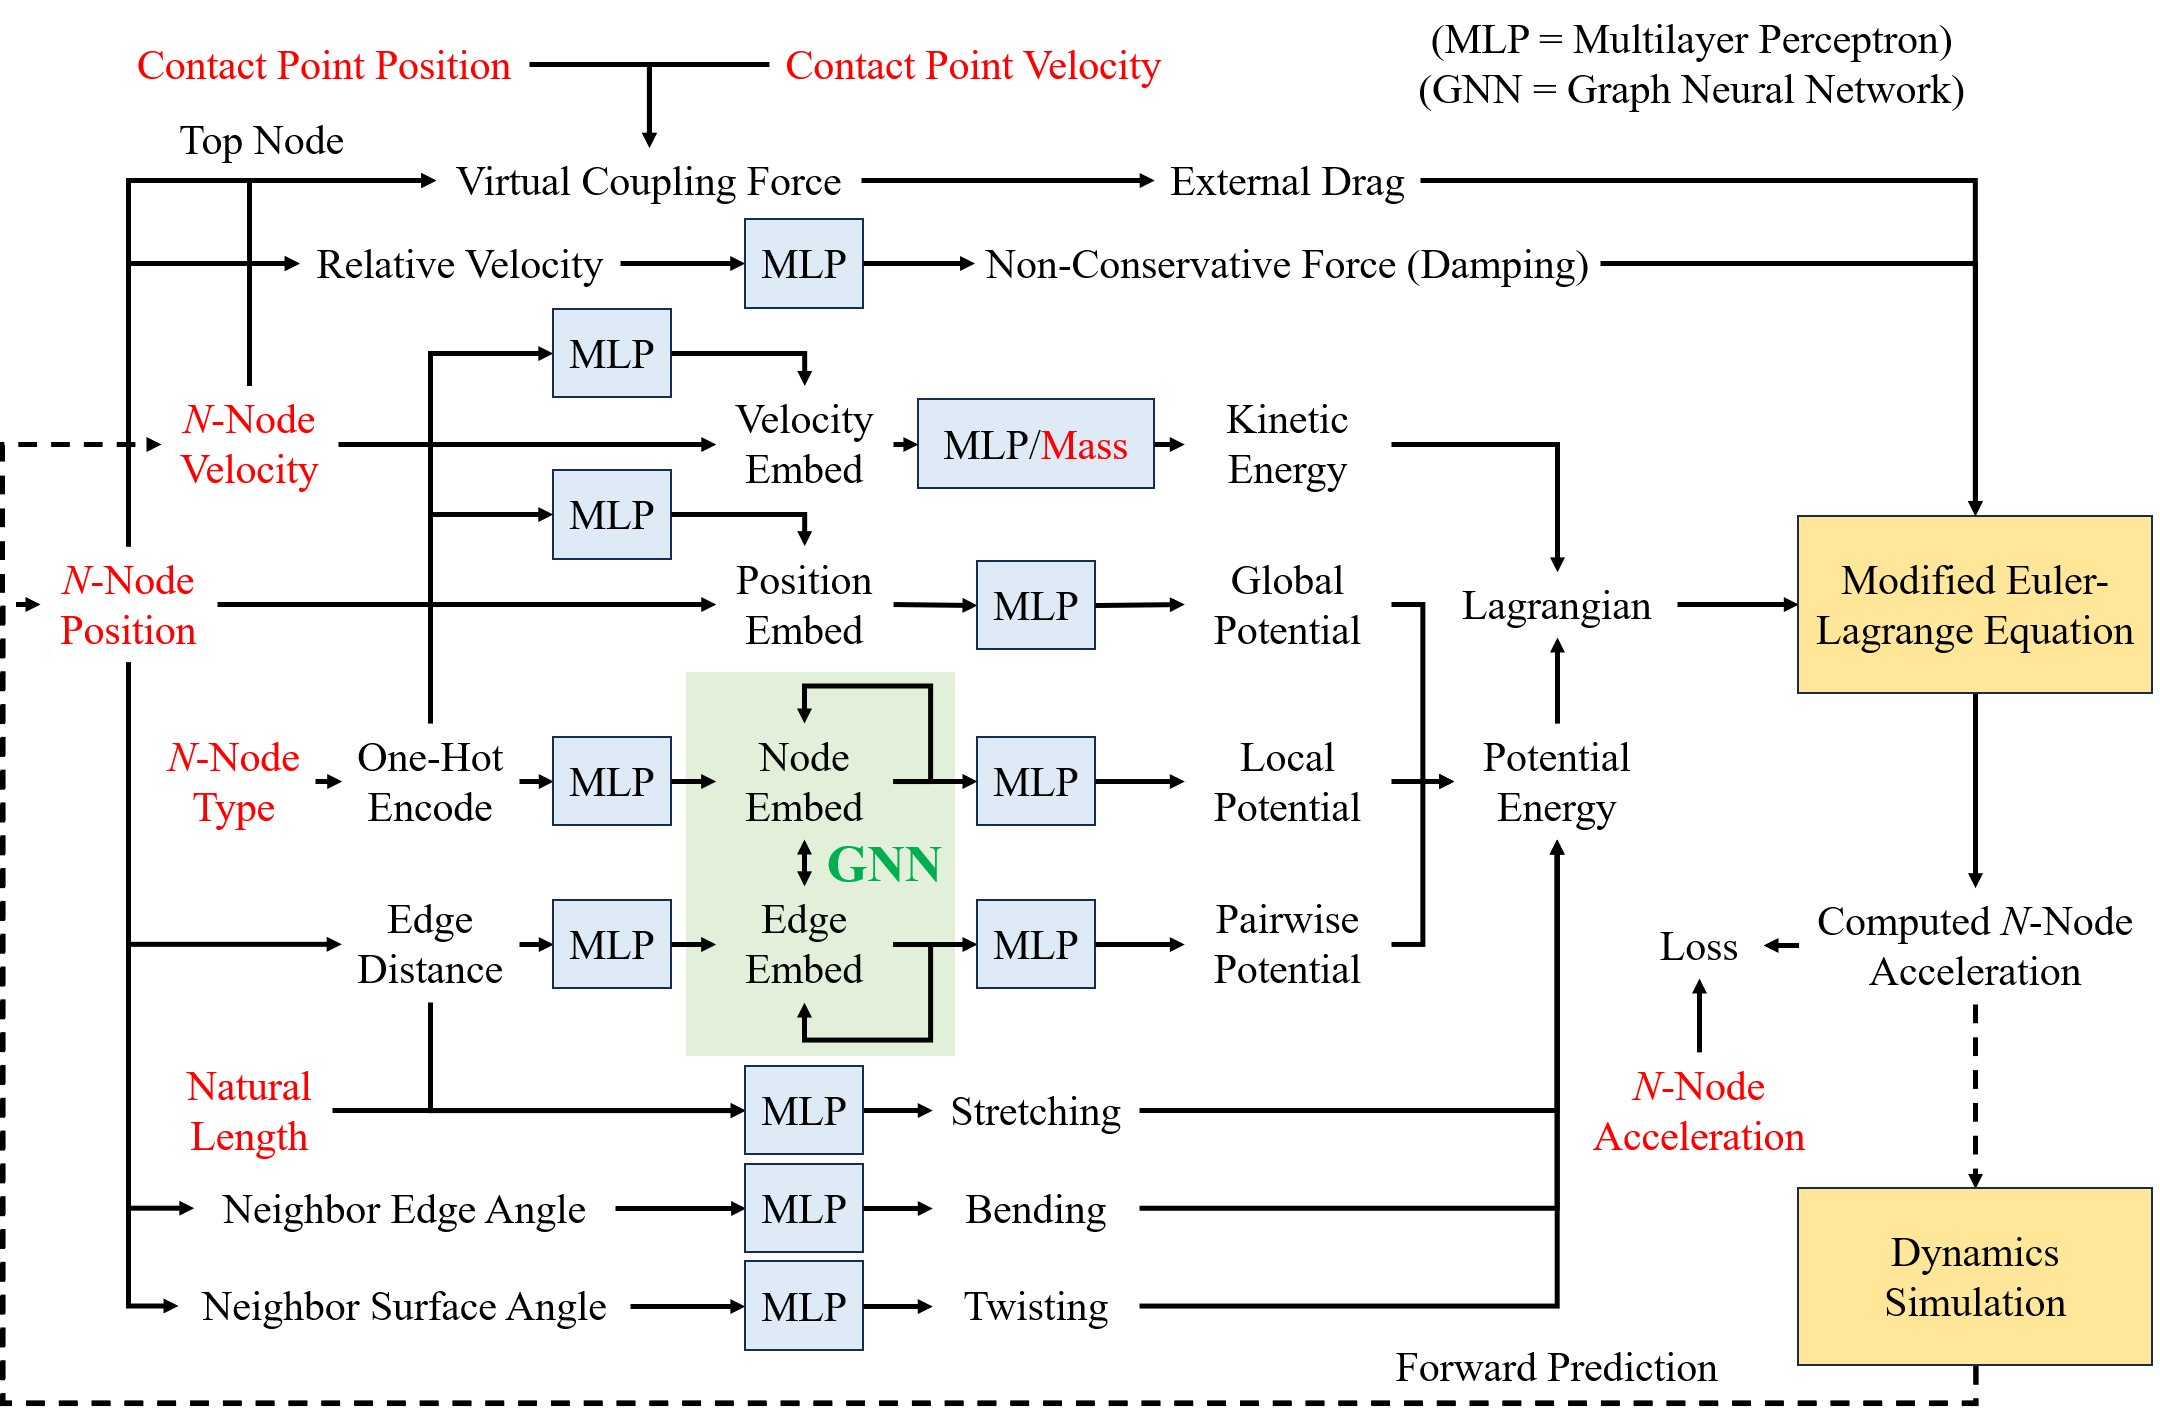 (MLP = Multilayer Perceptron)
(GNN = Graph Neural Network)
Contact Point Position
Contact Point Velocity
Top Node
Virtual Coupling Force
External Drag
Relative Velocity
MLP
Non-Conservative Force (Damping)
MLP
N-Node
Velocity
Velocity
Embed
MLP/Mass
Kinetic
Energy
MLP
N-Node
Position
Position
Embed
MLP
Global
Potential
Lagrangian
Modified Euler-
Lagrange Equation
N-Node
Type
One-Hot
Encode
MLP
Node
Embed
MLP
Local
Potential
Potential
Energy
GNN
Edge
Distance
MLP
Edge
Embed
MLP
Pairwise
Potential
Loss
Computed N-Node
Acceleration
Natural
Length
MLP
Stretching
N-Node
Acceleration
Neighbor Edge Angle
MLP
Bending
Neighbor Surface Angle
MLP
Twisting
Dynamics
Simulation
Forward Prediction